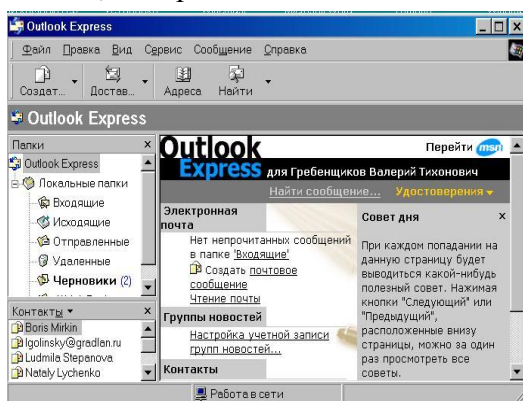 Outlook Express
Файл Правка Вид Сервис Сообщение Справка
Создат... Достав... Адреса Найти
Outlook Express
Папки x
Outlook Express
Локальные папки
Входящие
Исходящие
Отправленные
Удаленные
Черновики (2)
Контакты x
Boris Mirkin
Igolinsky@gradlan.ru
Ludmila Stepanova
Nataly Lychenko
Outlook
Express
Перейти msn
для Гребенщиков Валерий Тихонович
Найти сообщение... Удостоверения
Электронная
почта
Нет непрочитанных сообщений
в папке 'Входящие'
Создать почтовое
сообщение
Чтение почты
Группы новостей
Настройка учетной записи
групп новостей...
Контакты
Совет дня x
При каждом попадании на
данную страницу будет
выводиться какой-нибудь
полезный совет. Нажимая
кнопки "Следующий" или
"Предыдущий",
расположенные внизу
страницы, можно за один
раз просмотреть все
советы.
Работа в сети